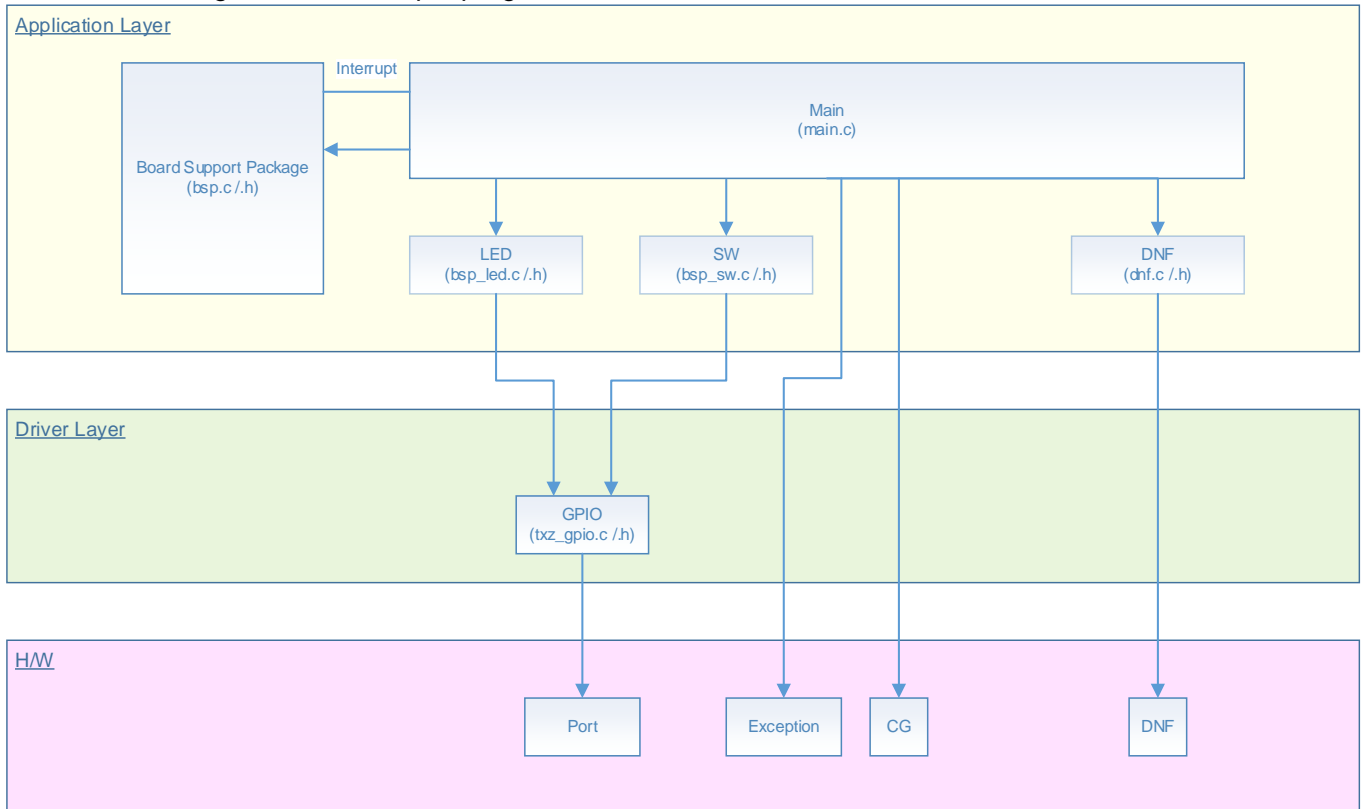 Application Layer
Interrupt
Main
(main.c)
Board Support Package
(bsp.c /.h)
LED
(bsp_led.c /.h)
SW
(bsp_sw.c /.h)
DNF
(dnf.c /.h)
Driver Layer
GPIO
(txz_gpio.c /.h)
H/W
Port
Exception
CG
DNF